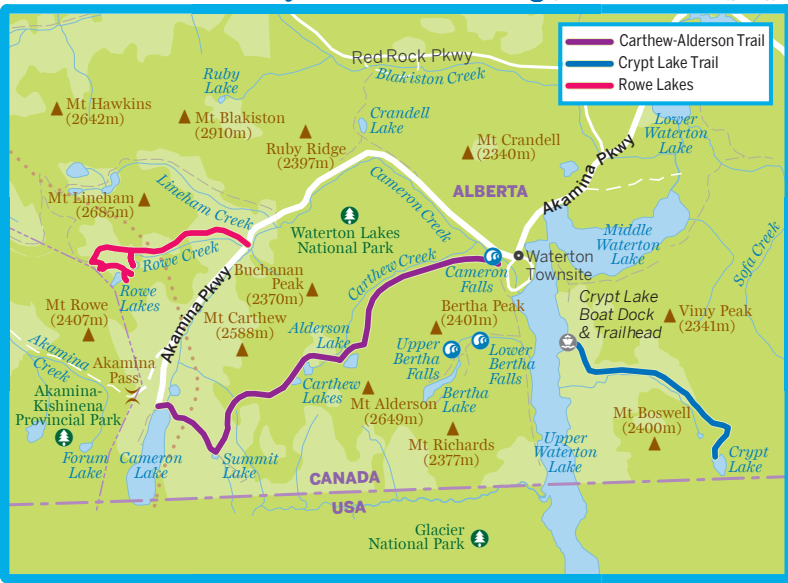 Carthew-Alderson Trail
Crypt Lake Trail
Rowe Lakes
Red Rock Pkwy
Blakiston Creek
Ruby
Lake
Mt Hawkins
(2642m)
Mt Blakiston
(2910m)
Crandell
Lake
Ruby Ridge
(2397m)
Mt Crandell
(2340m)
Lower
Waterton
Lake
Akamina Pkwy
ALBERTA
Cameron Creek
Mt Lineham
(2685m)
Lineham Creek
Waterton Lakes
National Park
Middle
Waterton
Lake
Sofa Creek
Rowe Creek
Carthew Creek
Waterton
Townsite
Cameron
Falls
Buchanan
Peak
(2370m)
Rowe
Lakes
Akamina Pkwy
Crypt Lake
Boat Dock
& Trailhead
Mt Rowe
(2407m)
Mt Carthew
(2588m)
Alderson
Lake
Bertha Peak
(2401m)
Vimy Peak
(2341m)
Upper
Bertha
Falls
Lower
Bertha
Falls
Akamina
Creek
Akamina
Pass
Akamina-
Kishinena
Provincial Park
Carthew
Lakes
Mt Alderson
(2649m)
Bertha
Lake
Mt Boswell
(2400m)
Mt Richards
(2377m)
Upper
Waterton
Lake
Crypt
Lake
Forum
Lake
Cameron
Lake
Summit
Lake
CANADA
USA
Glacier
National Park